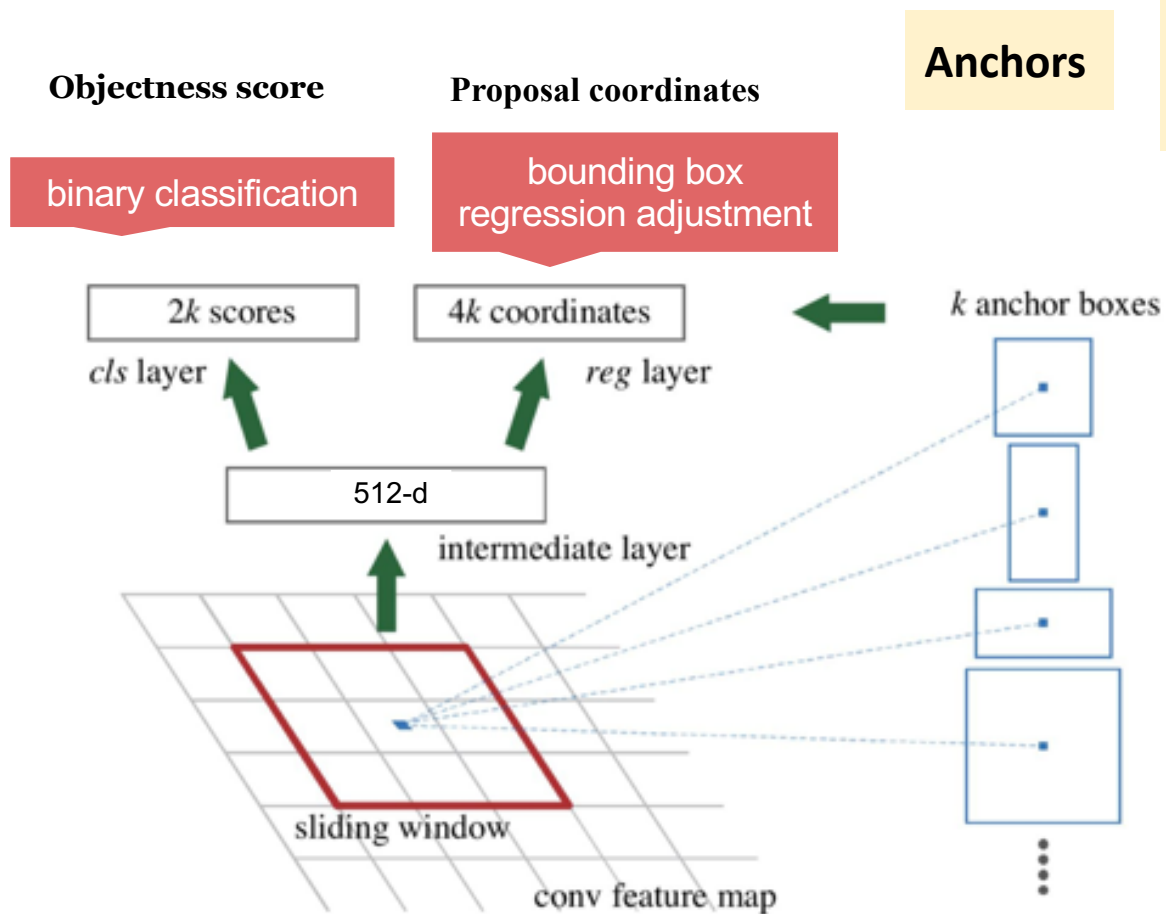 Anchors
Objectness score
Proposal coordinates
binary classification
bounding box
regression adjustment
2k scores
4k coordinates
k anchor boxes
cls layer
reg layer
512-d
intermediate layer
sliding window
conv feature map